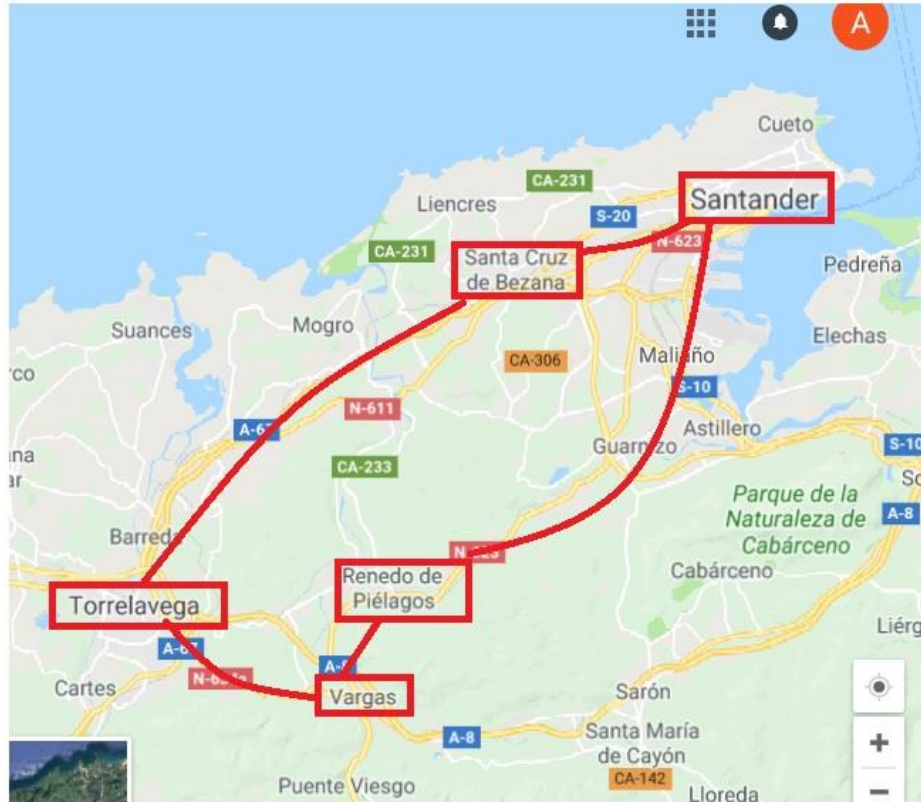 A
Cueto
CA-231
Liencres
Santander
S-20
CA-231
N-623
Santa Cruz
de Bezana
Pedreña
Suances
Mogro
Elechas
CA-306
Maliaño
S-10
N-611
Astillero
Guarnizo
S-10
CA-233
Parque de la
Naturaleza de
Cabárceno
A-8
Barreda
Renedo de
Piélagos
Cabárceno
Torrelavega
Liérg
A-8
Cartes
Vargas
Sarón
A-8
Santa María
de Cayón
+
Puente Viesgo
CA-142
Lloreda
−